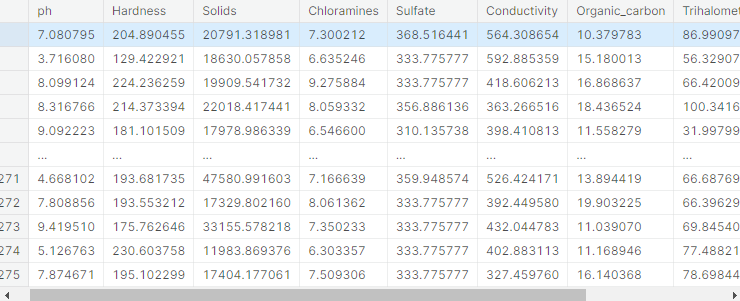 ph Hardness Solids Chloramines Sulfate Conductivity Organic_carbon Trihalomet
7.080795 204.890455 20791.318981 7.300212 368.516441 564.308654 10.379783 86.99097
3.716080 129.422921 18630.057858 6.635246 333.775777 592.885359 15.180013 56.32907
8.099124 224.236259 19909.541732 9.275884 333.775777 418.606213 16.868637 66.42009
8.316766 214.373394 22018.417441 8.059332 356.886136 363.266516 18.436524 100.3416
9.092223 181.101509 17978.986339 6.546600 310.135738 398.410813 11.558279 31.99799
... ... ... ... ... ... ... ...
271 4.668102 193.681735 47580.991603 7.166639 359.948574 526.424171 13.894419 66.68769
272 7.808856 193.553212 17329.802160 8.061362 333.775777 392.449580 19.903225 66.39629
273 9.419510 175.762646 33155.578218 7.350233 333.775777 432.044783 11.039070 69.84540
274 5.126763 230.603758 11983.869376 6.303357 333.775777 402.883113 11.168946 77.48821
275 7.874671 195.102299 17404.177061 7.509306 333.775777 327.459760 16.140368 78.69844